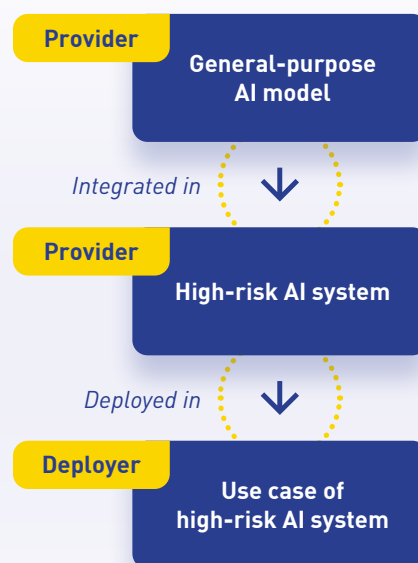 Provider
General-purpose
AI model
Integrated in
Provider
High-risk AI system
Deployed in
Deployer
Use case of
high-risk AI system